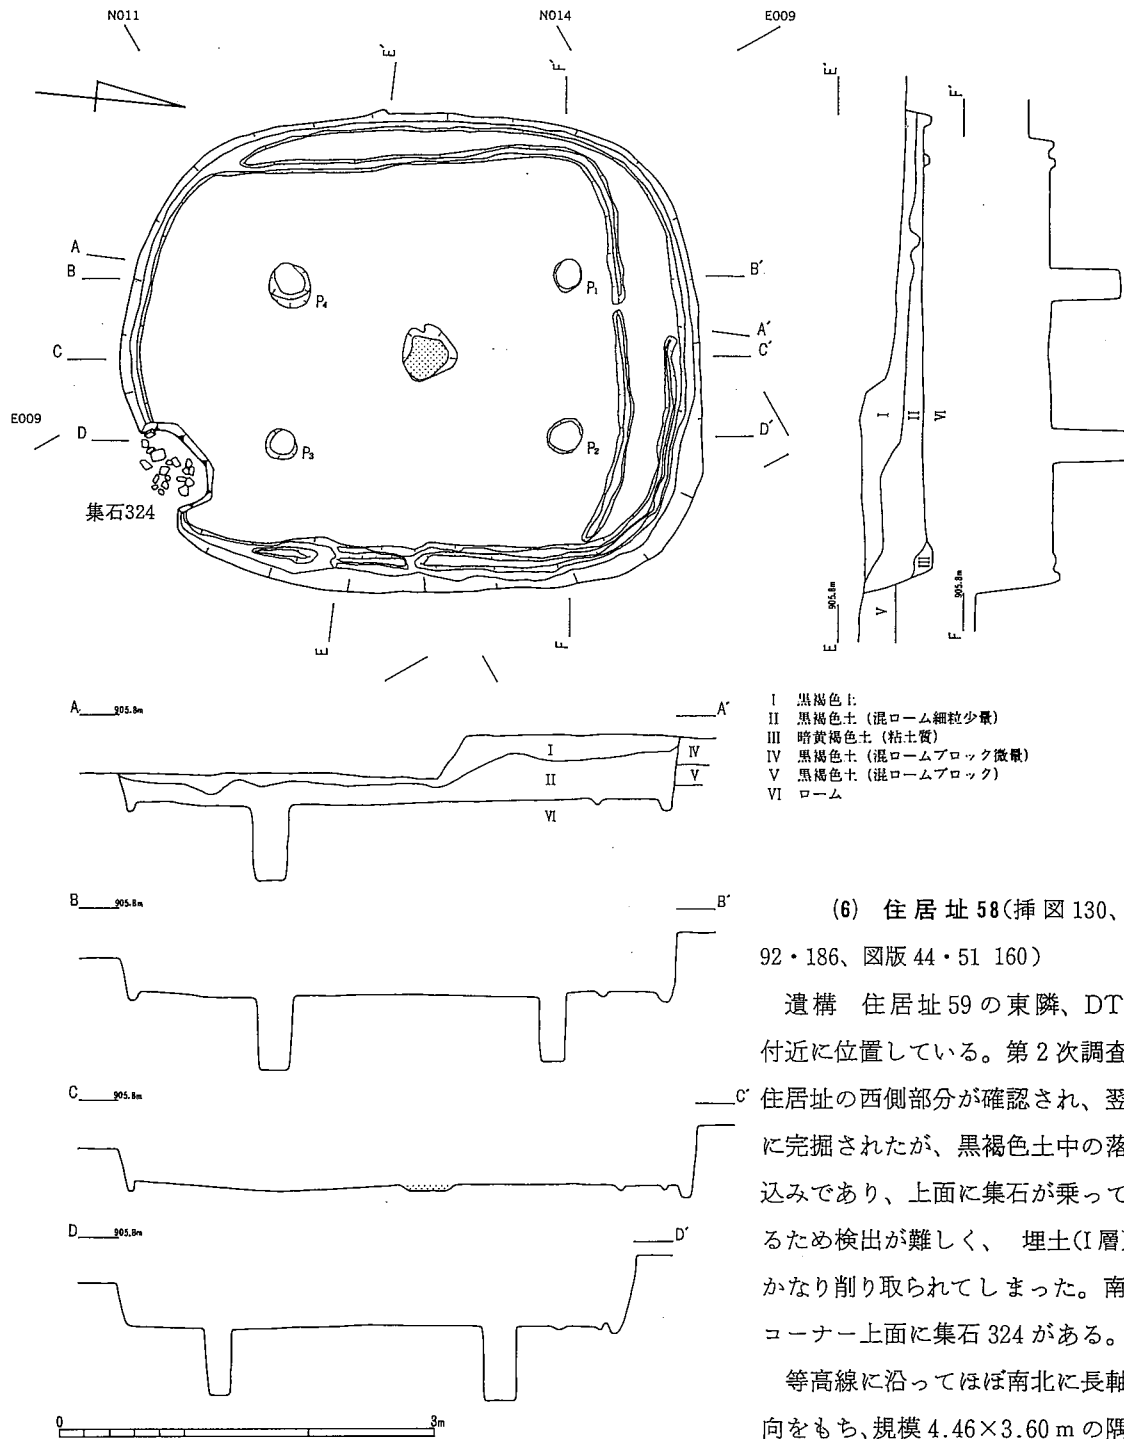 N011
N014
E009
E´
F´
A
B
C
D
E009
P₄
P₁
P₃
P₂
B´
A´
C´
D´
集石324
E
F
E´
F´
I
II
VI
III
V
E 905.8m
F 905.8m
A 905.8m
A´
I
II
IV
V
VI
I 黒褐色土
II 黒褐色土 (混ローム細粒少量)
III 暗黄褐色土 (粘土質)
IV 黒褐色土 (混ロームブロック微量)
V 黒褐色土 (混ロームブロック)
VI ローム
B 905.8m
B´
C 905.8m
C´
D 905.8m
D´
0
3m
(6) 住居址58(挿図130、
92・186、図版44・51 160)
遺構 住居址59の東隣、DT
付近に位置している。第2次調査
住居址の西側部分が確認され、翌
に完掘されたが、黒褐色土中の落
込みであり、上面に集石が乗って
るため検出が難しく、 埋土(I層)
かなり削り取られてしまった。南
コーナー上面に集石324がある。
等高線に沿ってほぼ南北に長軸
向をもち、規模4.46×3.60mの隅